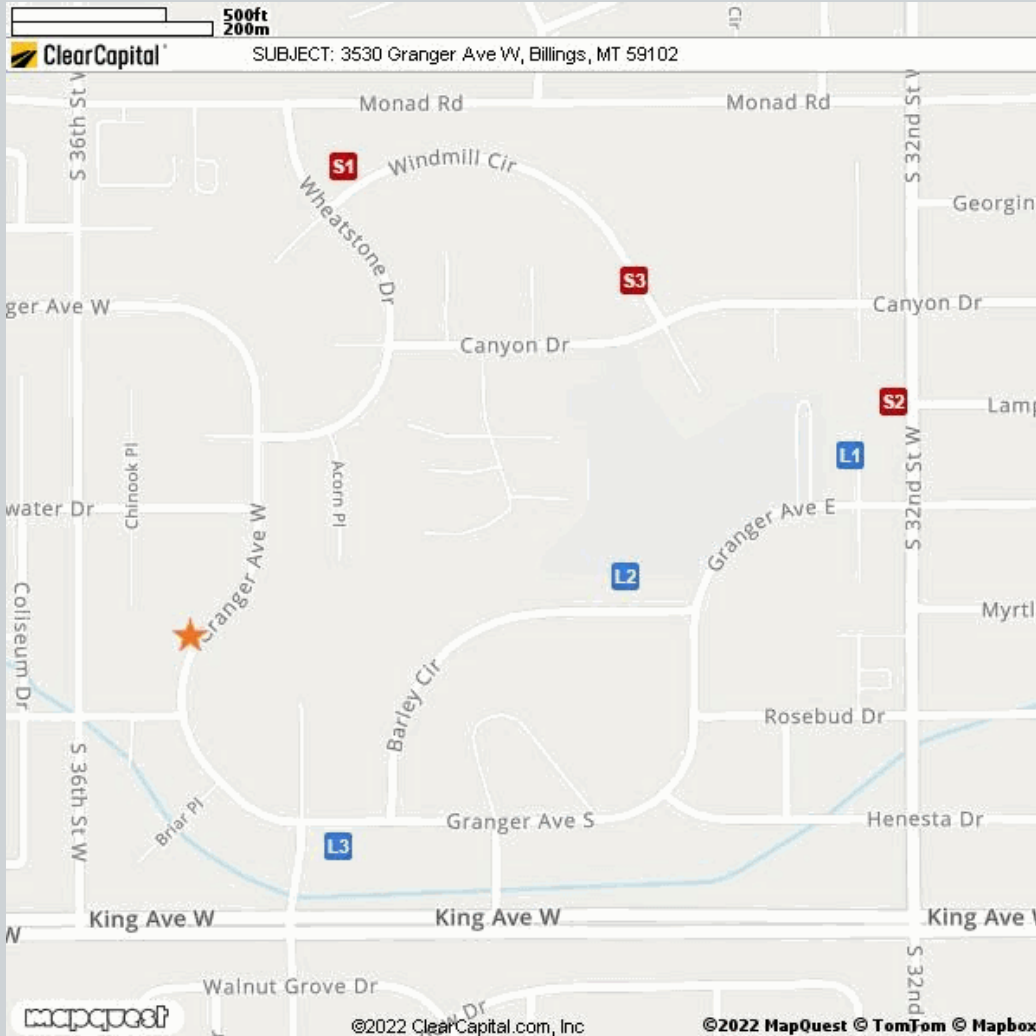 500ft
200m
Cir
ClearCapital
SUBJECT: 3530 Granger Ave W, Billings, MT 59102
Monad Rd
Monad Rd
S 36th St W
S 32nd St W
S1
Windmill Cir
Wheatstone Dr
Georgin
S3
ger Ave W
Canyon Dr
Canyon Dr
S2
Lamp
L1
Chinook Pl
Acorn Pl
S 32nd St W
water Dr
Granger Ave W
Granger Ave E
L2
Coliseum Dr
Myrtl
Barley Cir
Rosebud Dr
S 36th St W
Briar Pl
Granger Ave S
Henesta Dr
L3
King Ave W
King Ave W
King Ave W
W
S 32nd
Walnut Grove Dr
w Dr
mapquest
©2022 ClearCapital.com, Inc
©2022 MapQuest © TomTom © Mapbox